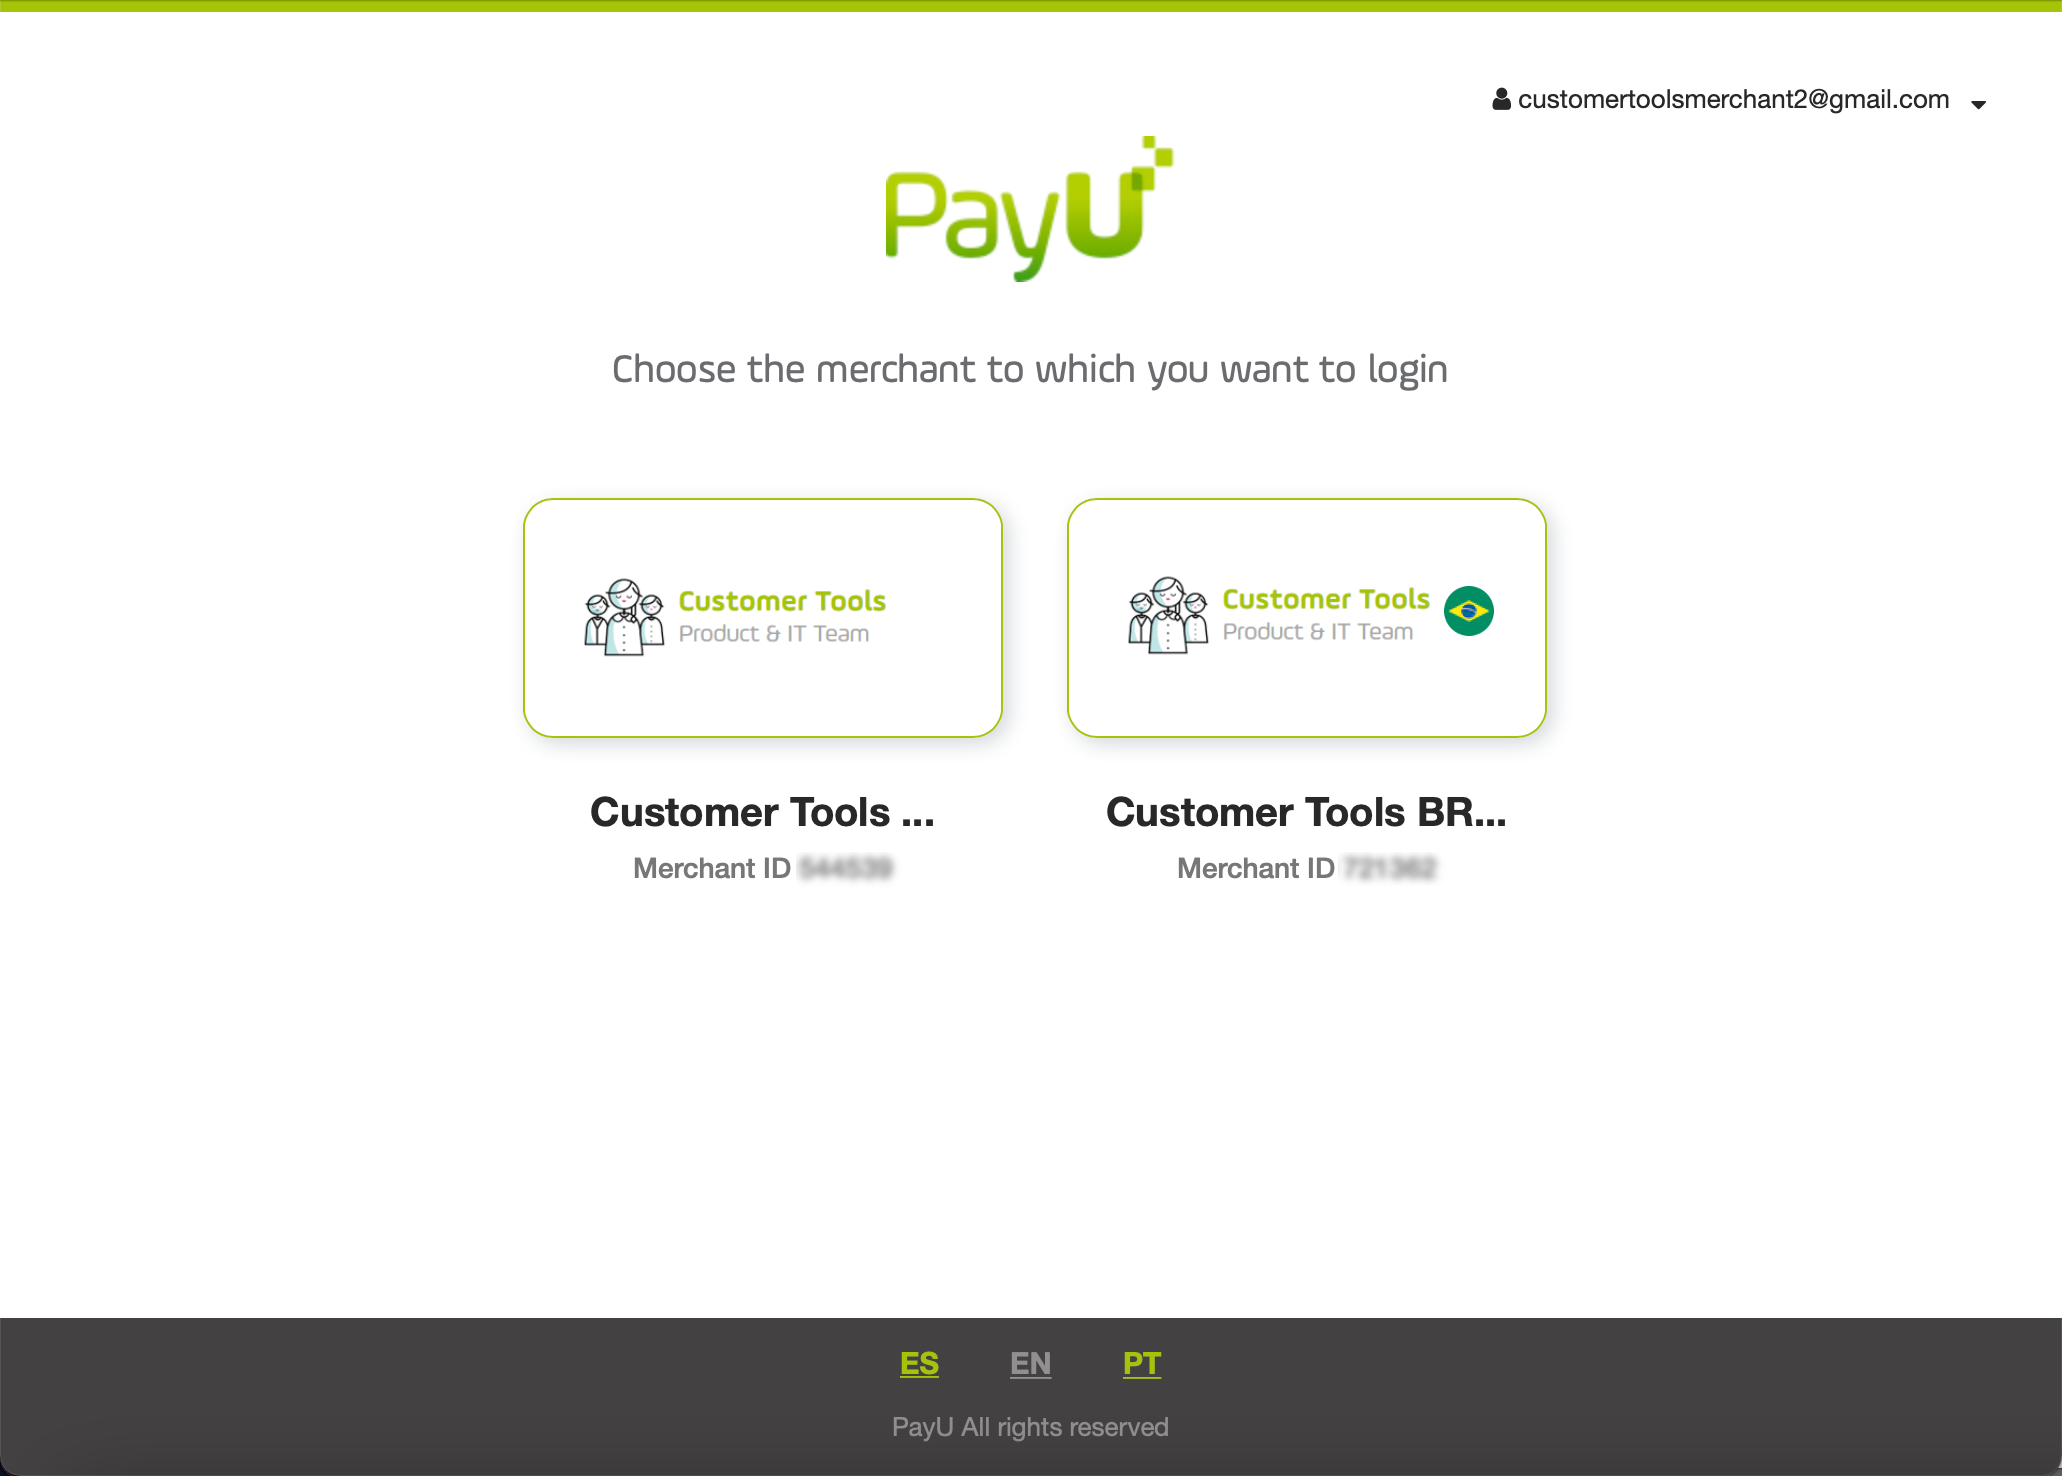 customertoolsmerchant2@gmail.com
PayU
Choose the merchant to which you want to login
Customer Tools
Product & IT Team
Customer Tools
Product & IT Team
Customer Tools ...
Merchant ID
Customer Tools BR...
Merchant ID
ES EN PT
PayU All rights reserved